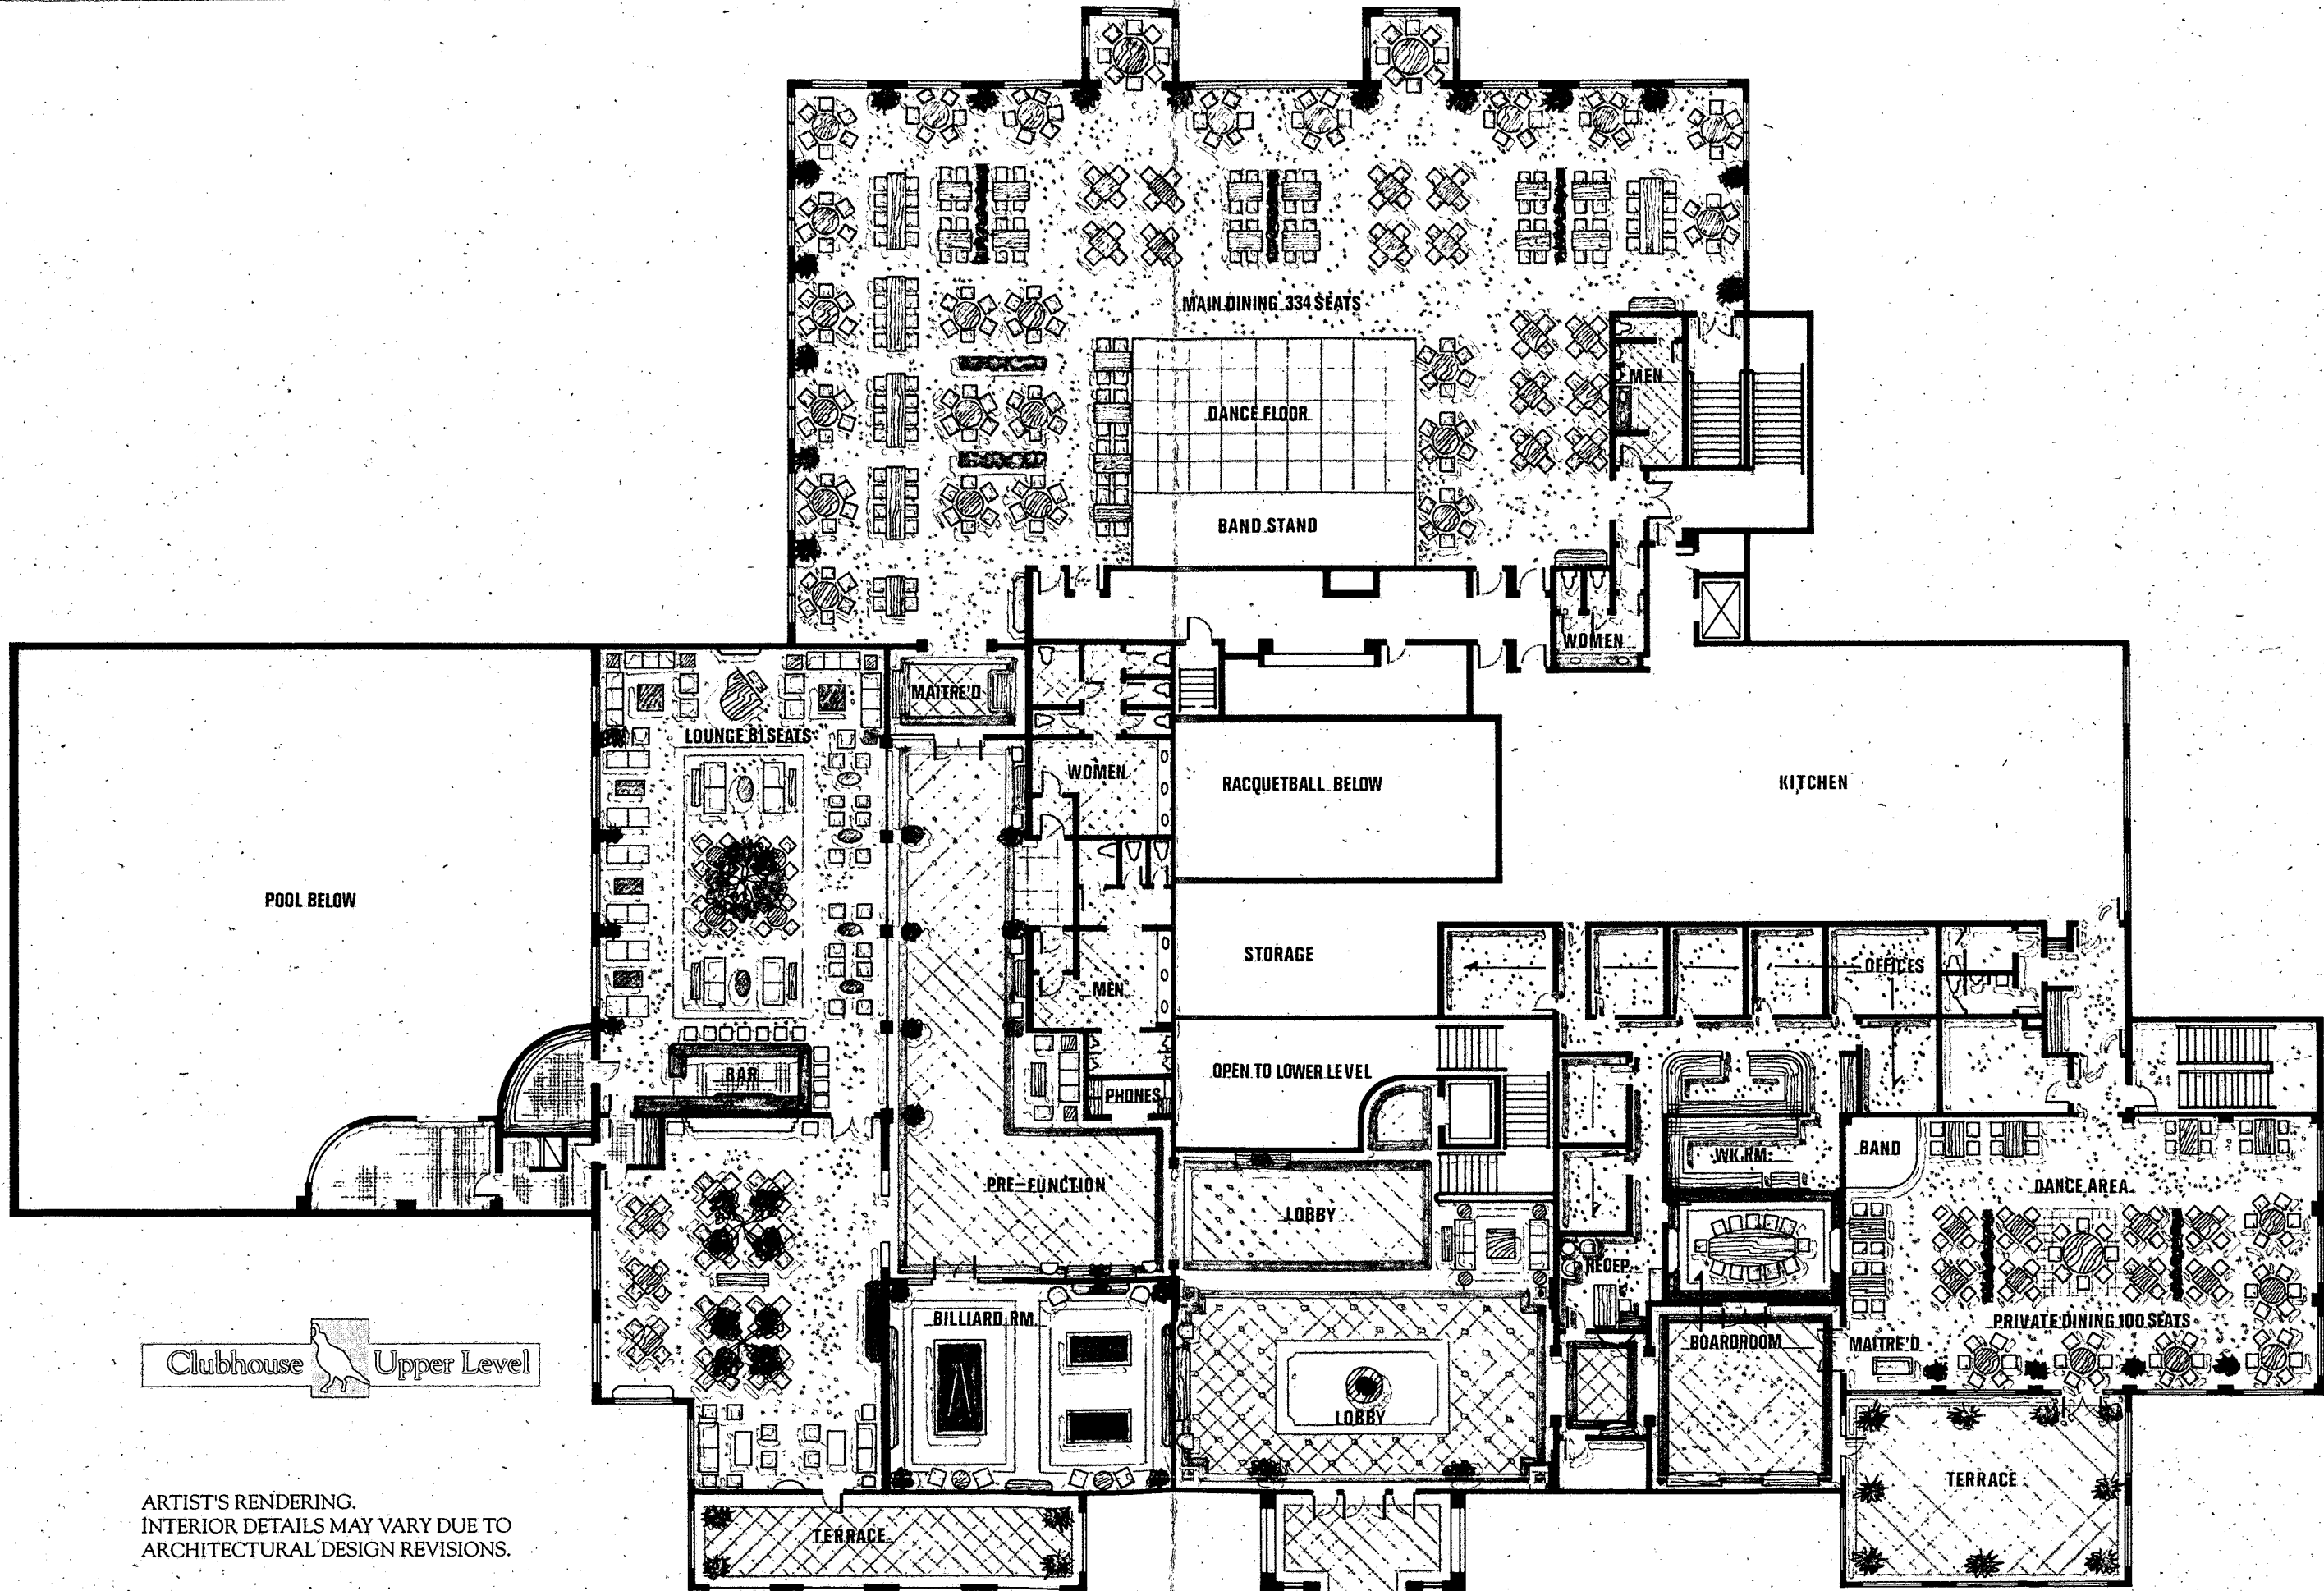 MAIN DINING 334 SEATS
MEN
DANCE FLOOR
BAND STAND
WOMEN
MAITRE'D
LOUNGE 81 SEATS
WOMEN
RACQUETBALL BELOW
KITCHEN
POOL BELOW
STORAGE
OFFICES
MEN
BAR
OPEN TO LOWER LEVEL
PHONES
BAND
WK.RM.
PRE-FUNCTION
DANCE AREA
LOBBY
RECEP.
BILLIARD RM.
PRIVATE DINING 100 SEATS
BOARDROOM
MAITRE'D
Clubhouse Upper Level
LOBBY
TERRACE
TERRACE
ARTIST'S RENDERING.
INTERIOR DETAILS MAY VARY DUE TO
ARCHITECTURAL DESIGN REVISIONS.